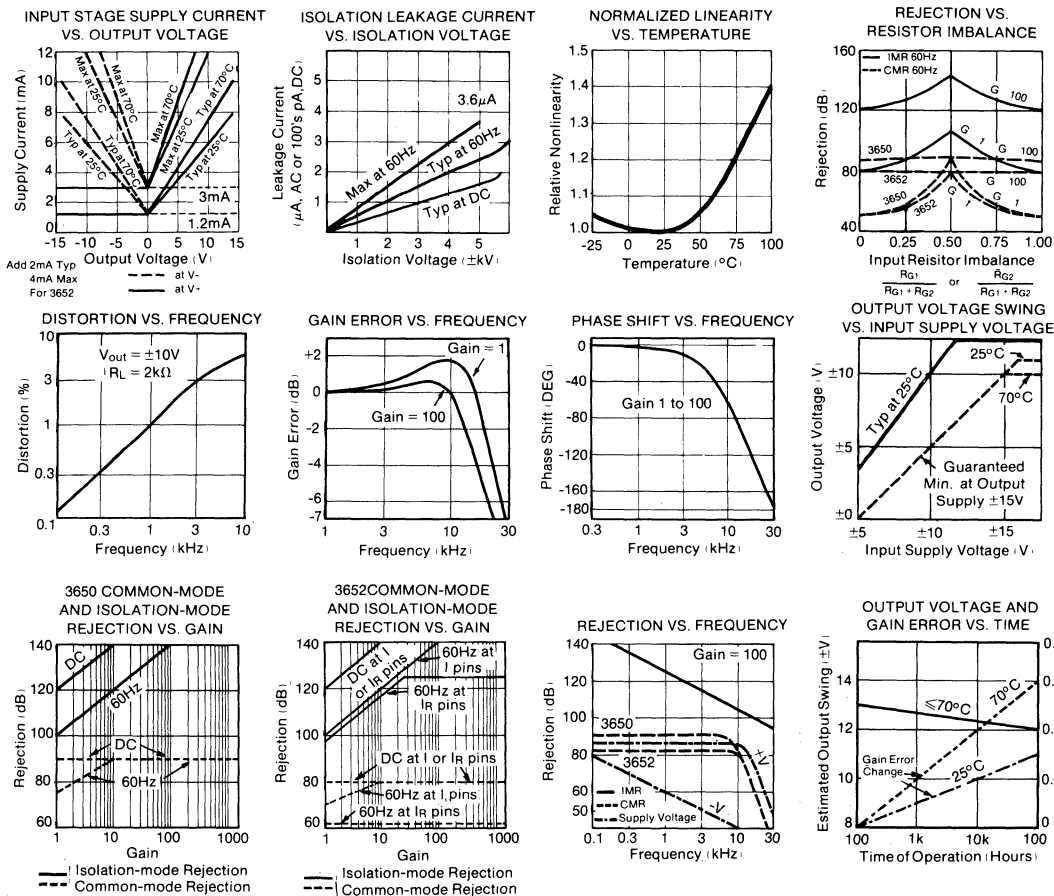 INPUT STAGE SUPPLY CURRENT
VS. OUTPUT VOLTAGE
Supply Current (mA)
12
10
8
6
4
2
0
Max at 25°C
Max at 70°C
Typ at 25°C
Typ at 70°C
Max at 70°C
Max at 25°C
Typ at 70°C
Typ at 25°C
3mA
1.2mA
-15 -10 -5 0 5 10 15
Output Voltage (V)
Add 2mA Typ
4mA Max
For 3652
at V-
at V+
ISOLATION LEAKAGE CURRENT
VS. ISOLATION VOLTAGE
Leakage Current
(µA, AC or 100's pA, DC)
5
4
3
2
1
3.6µA
Max at 60Hz
Typ at 60Hz
Typ at DC
0 1 2 3 4 5
Isolation Voltage (±kV)
NORMALIZED LINEARITY
VS. TEMPERATURE
Relative Nonlinearity
1.5
1.4
1.3
1.2
1.1
1.0
-25 0 25 50 75 100
Temperature (°C)
REJECTION VS.
RESISTOR IMBALANCE
Rejection (dB)
160
120
80
40
IMR 60Hz
CMR 60Hz
G 100
G 1
3650
100
3652
G 100
3650
3652
G 1
G 1
0 0.25 0.50 0.75 1.00
Input Reisitor Imbalance
RG1
RG1 + RG2
or
RG2
RG1 + RG2
DISTORTION VS. FREQUENCY
Distortion (%)
10
3
1
0.3
0.1
Vout = ±10V
RL = 2kΩ
0.3 1 3 10
Frequency (kHz)
GAIN ERROR VS. FREQUENCY
Gain Error (dB)
+2
0
-2
-4
-6
-7
Gain = 1
Gain = 100
1 3 10 30
Frequency (kHz)
PHASE SHIFT VS. FREQUENCY
Phase Shift (DEG)
0
-40
-80
-120
-160
-180
Gain 1 to 100
0.3 1 3 10 30
Frequency (kHz)
OUTPUT VOLTAGE SWING
VS. INPUT SUPPLY VOLTAGE
Output Voltage (V)
±10
±5
±0
Typ at 25°C
25°C
70°C
Guaranteed
Min. at Output
Supply ±15V
±5 ±10 ±15
Input Supply Voltage (V)
3650 COMMON-MODE
AND ISOLATION-MODE
REJECTION VS. GAIN
Rejection (dB)
140
120
100
80
60
DC
60Hz
DC
60Hz
1 10 100 1000
Gain
Isolation-mode Rejection
Common-mode Rejection
3652COMMON-MODE
AND ISOLATION-MODE
REJECTION VS. GAIN
Rejection (dB)
140
120
100
80
60
DC at I
or IR pins
60Hz at
I pins
60Hz at
IR pins
DC at I or IR pins
60Hz at I, pins
60Hz at IR pins
1 10 100 1000
Gain
Isolation-mode Rejection
Common-mode Rejection
REJECTION VS. FREQUENCY
Rejection (dB)
140
120
100
80
60
50
Gain = 100
3650
3652
+V
-V
IMR
CMR
Supply Voltage
0.1 0.3 1 3 10 30
Frequency (kHz)
OUTPUT VOLTAGE AND
GAIN ERROR VS. TIME
Estimated Output Swing (±V)
14
12
10
8
≤70°C
70°C
Gain Error
Change
25°C
0.
0.
0.
0.
0
100 1k 10k 100k
Time of Operation (Hours)